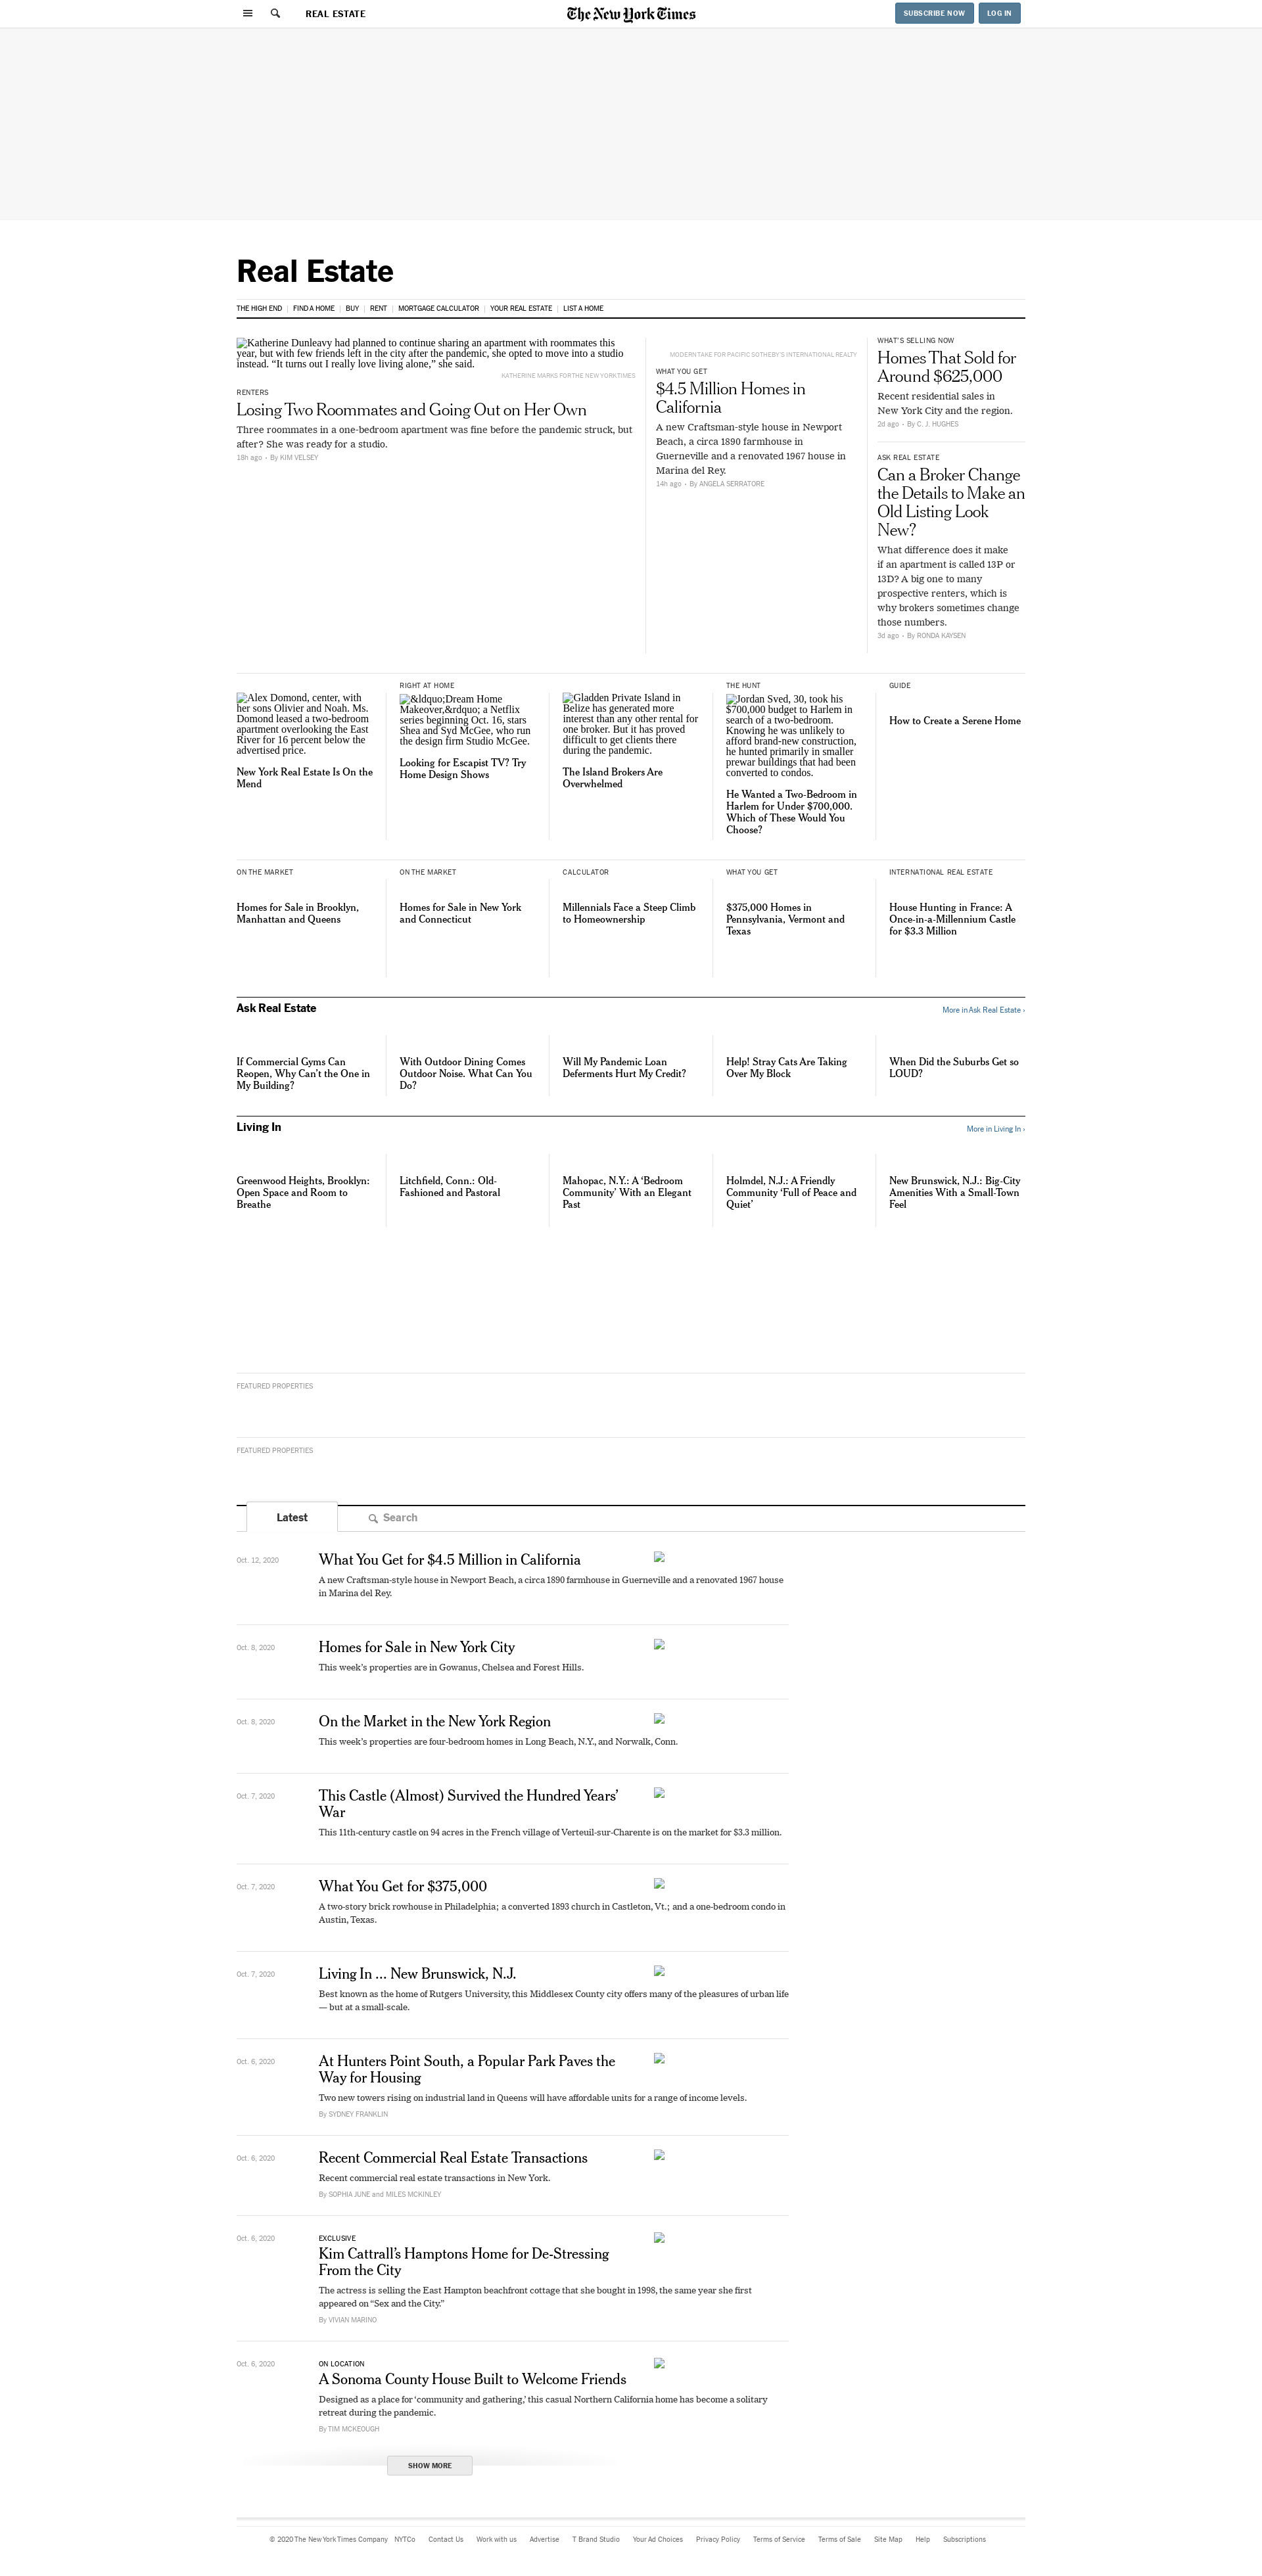 REAL ESTATE
The New York Times
SUBSCRIBE NOW
LOG IN
Real Estate
THE HIGH END
FIND A HOME
BUY
RENT
MORTGAGE CALCULATOR
YOUR REAL ESTATE
LIST A HOME
Katherine Dunleavy had planned to continue sharing an apartment with roommates this
year, but with few friends left in the city after the pandemic, she opted to move into a studio
instead. “It turns out I really love living alone,” she said.
KATHERINE MARKS FOR THE NEW YORK TIMES
RENTERS
Losing Two Roommates and Going Out on Her Own
Three roommates in a one-bedroom apartment was fine before the pandemic struck, but
after? She was ready for a studio.
18h ago • By KIM VELSEY
MODERN TAKE FOR PACIFIC SOTHEBY'S INTERNATIONAL REALTY
WHAT YOU GET
$4.5 Million Homes in
California
A new Craftsman-style house in Newport
Beach, a circa 1890 farmhouse in
Guerneville and a renovated 1967 house in
Marina del Rey.
14h ago • By ANGELA SERRATORE
WHAT'S SELLING NOW
Homes That Sold for
Around $625,000
Recent residential sales in
New York City and the region.
2d ago • By C. J. HUGHES
ASK REAL ESTATE
Can a Broker Change
the Details to Make an
Old Listing Look
New?
What difference does it make
if an apartment is called 13P or
13D? A big one to many
prospective renters, which is
why brokers sometimes change
those numbers.
3d ago • By RONDA KAYSEN
Alex Domond, center, with
her sons Olivier and Noah. Ms.
Domond leased a two-bedroom
apartment overlooking the East
River for 16 percent below the
advertised price.
New York Real Estate Is On the
Mend
RIGHT AT HOME
&ldquo;Dream Home
Makeover,&rdquo; a Netflix
series beginning Oct. 16, stars
Shea and Syd McGee, who run
the design firm Studio McGee.
Looking for Escapist TV? Try
Home Design Shows
Gladden Private Island in
Belize has generated more
interest than any other rental for
one broker. But it has proved
difficult to get clients there
during the pandemic.
The Island Brokers Are
Overwhelmed
THE HUNT
Jordan Sved, 30, took his
$700,000 budget to Harlem in
search of a two-bedroom.
Knowing he was unlikely to
afford brand-new construction,
he hunted primarily in smaller
prewar buildings that had been
converted to condos.
He Wanted a Two-Bedroom in
Harlem for Under $700,000.
Which of These Would You
Choose?
GUIDE
How to Create a Serene Home
ON THE MARKET
Homes for Sale in Brooklyn,
Manhattan and Queens
ON THE MARKET
Homes for Sale in New York
and Connecticut
CALCULATOR
Millennials Face a Steep Climb
to Homeownership
WHAT YOU GET
$375,000 Homes in
Pennsylvania, Vermont and
Texas
INTERNATIONAL REAL ESTATE
House Hunting in France: A
Once-in-a-Millennium Castle
for $3.3 Million
Ask Real Estate
More in Ask Real Estate ›
If Commercial Gyms Can
Reopen, Why Can’t the One in
My Building?
With Outdoor Dining Comes
Outdoor Noise. What Can You
Do?
Will My Pandemic Loan
Deferments Hurt My Credit?
Help! Stray Cats Are Taking
Over My Block
When Did the Suburbs Get so
LOUD?
Living In
More in Living In ›
Greenwood Heights, Brooklyn:
Open Space and Room to
Breathe
Litchfield, Conn.: Old-
Fashioned and Pastoral
Mahopac, N.Y.: A ‘Bedroom
Community’ With an Elegant
Past
Holmdel, N.J.: A Friendly
Community ‘Full of Peace and
Quiet’
New Brunswick, N.J.: Big-City
Amenities With a Small-Town
Feel
FEATURED PROPERTIES
FEATURED PROPERTIES
Latest
Search
Oct. 12, 2020
What You Get for $4.5 Million in California
A new Craftsman-style house in Newport Beach, a circa 1890 farmhouse in Guerneville and a renovated 1967 house
in Marina del Rey.
Oct. 8, 2020
Homes for Sale in New York City
This week’s properties are in Gowanus, Chelsea and Forest Hills.
Oct. 8, 2020
On the Market in the New York Region
This week’s properties are four-bedroom homes in Long Beach, N.Y., and Norwalk, Conn.
Oct. 7, 2020
This Castle (Almost) Survived the Hundred Years’
War
This 11th-century castle on 94 acres in the French village of Verteuil-sur-Charente is on the market for $3.3 million.
Oct. 7, 2020
What You Get for $375,000
A two-story brick rowhouse in Philadelphia; a converted 1893 church in Castleton, Vt.; and a one-bedroom condo in
Austin, Texas.
Oct. 7, 2020
Living In ... New Brunswick, N.J.
Best known as the home of Rutgers University, this Middlesex County city offers many of the pleasures of urban life
— but at a small-scale.
Oct. 6, 2020
At Hunters Point South, a Popular Park Paves the
Way for Housing
Two new towers rising on industrial land in Queens will have affordable units for a range of income levels.
By SYDNEY FRANKLIN
Oct. 6, 2020
Recent Commercial Real Estate Transactions
Recent commercial real estate transactions in New York.
By SOPHIA JUNE and MILES MCKINLEY
Oct. 6, 2020
EXCLUSIVE
Kim Cattrall’s Hamptons Home for De-Stressing
From the City
The actress is selling the East Hampton beachfront cottage that she bought in 1998, the same year she first
appeared on “Sex and the City.”
By VIVIAN MARINO
Oct. 6, 2020
ON LOCATION
A Sonoma County House Built to Welcome Friends
Designed as a place for ‘community and gathering,’ this casual Northern California home has become a solitary
retreat during the pandemic.
By TIM MCKEOUGH
SHOW MORE
© 2020 The New York Times Company
NYTCo
Contact Us
Work with us
Advertise
T Brand Studio
Your Ad Choices
Privacy Policy
Terms of Service
Terms of Sale
Site Map
Help
Subscriptions